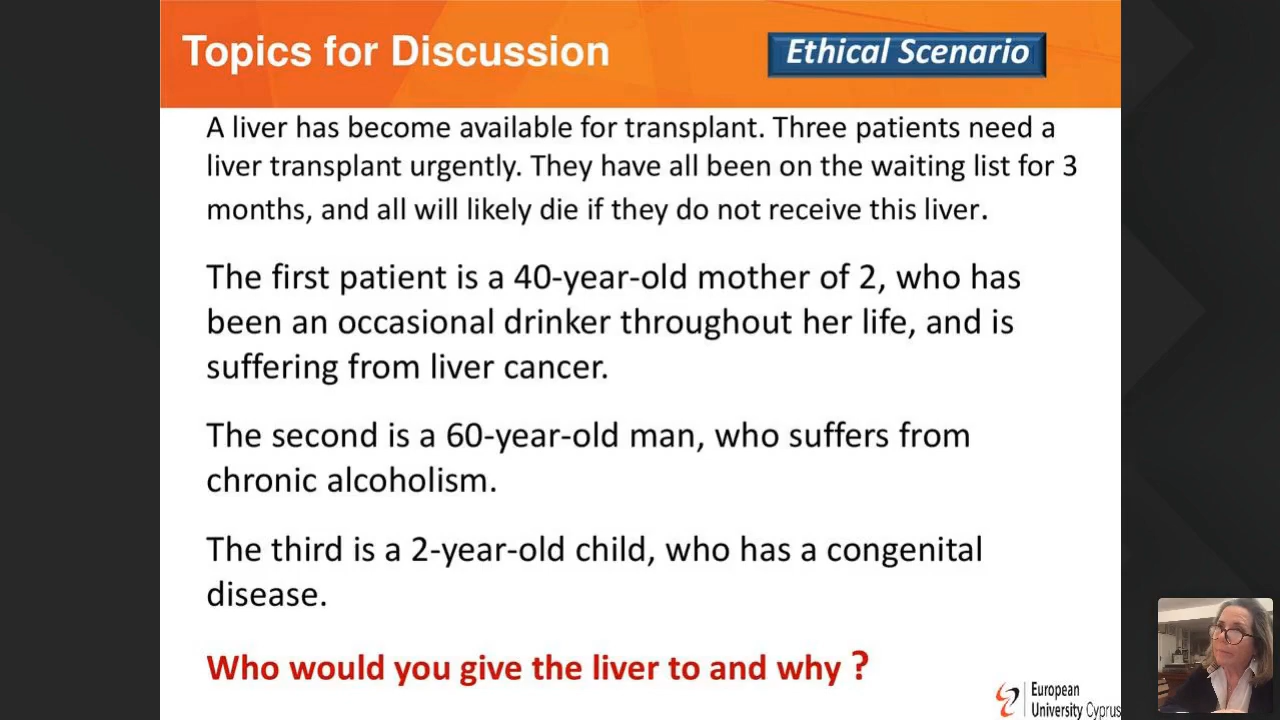 Topics for Discussion
Ethical Scenario
A liver has become available for transplant. Three patients need a
liver transplant urgently. They have all been on the waiting list for 3
months, and all will likely die if they do not receive this liver.
The first patient is a 40-year-old mother of 2, who has
been an occasional drinker throughout her life, and is
suffering from liver cancer.
The second is a 60-year-old man, who suffers from
chronic alcoholism.
The third is a 2-year-old child, who has a congenital
disease.
Who would you give the liver to and why ?
European
University Cyprus